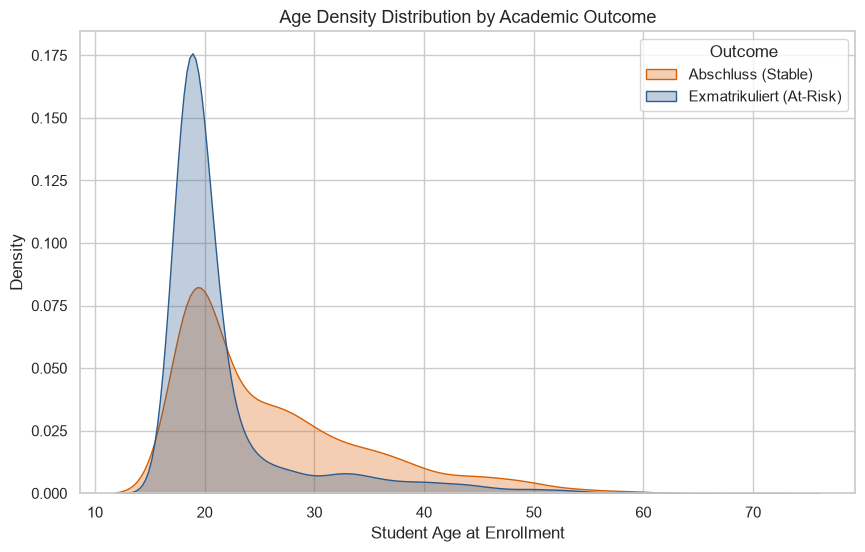 Age Density Distribution by Academic Outcome
Outcome
Abschluss (Stable)
Exmatrikuliert (At-Risk)
Density
0.175
0.150
0.125
0.100
0.075
0.050
0.025
0.000
10 20 30 40 50 60 70
Student Age at Enrollment